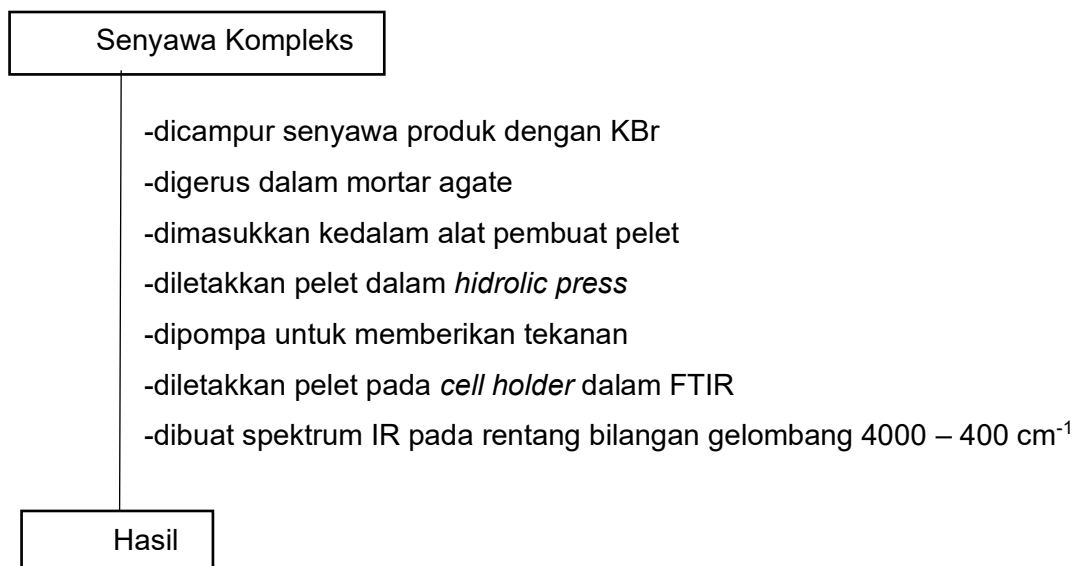 Senyawa Kompleks
-dicampur senyawa produk dengan KBr
-digerus dalam mortar agate
-dimasukkan kedalam alat pembuat pelet
-diletakkan pelet dalam hidrolic press
-dipompa untuk memberikan tekanan
-diletakkan pelet pada cell holder dalam FTIR
-dibuat spektrum IR pada rentang bilangan gelombang 4000 – 400 cm⁻¹
Hasil